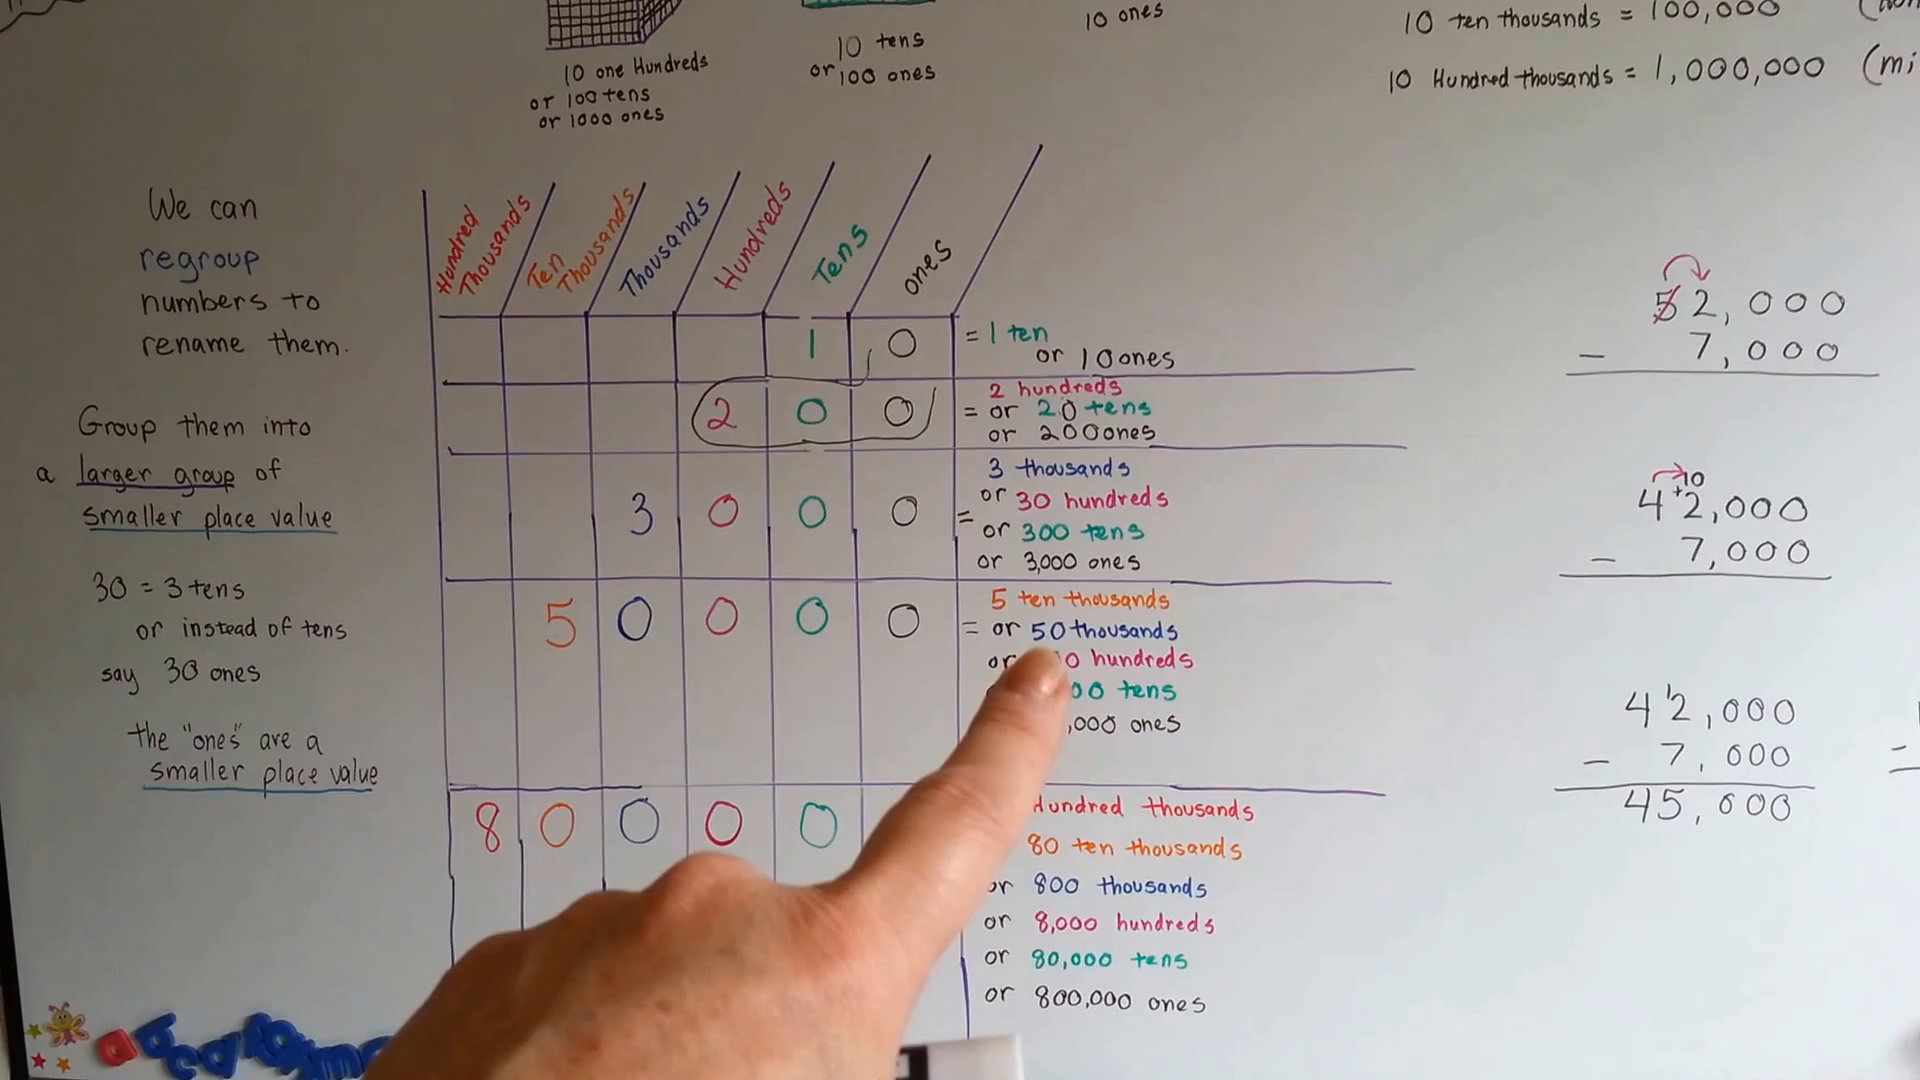 10 one Hundreds
or 100 tens
or 1000 ones
10 tens
or 100 ones
10 ones
10 ten thousands = 100,000
10 Hundred thousands = 1,000,000
We can
regroup
numbers to
rename them.
Group them into
a larger group of
smaller place value
30 = 3 tens
or instead of tens
say 30 ones
the "ones" are a
smaller place value
Hundred Thousands
Ten Thousands
Thousands
Hundreds
Tens
ones
1 0 = 1 ten
or 10 ones
2 0 0 = 2 hundreds
or 20 tens
or 200 ones
3 0 0 0 = 3 thousands
or 30 hundreds
or 300 tens
or 3,000 ones
5 0 0 0 0 = 5 ten thousands
or 50 thousands
or hundreds
tens
,000 ones
8 0 0 0 0
Hundred thousands
80 ten thousands
or 800 thousands
or 8,000 hundreds
or 80,000 tens
or 800,000 ones
52,000
- 7,000
+10
42,000
- 7,000
1
42,000
- 7,000
45,000
=